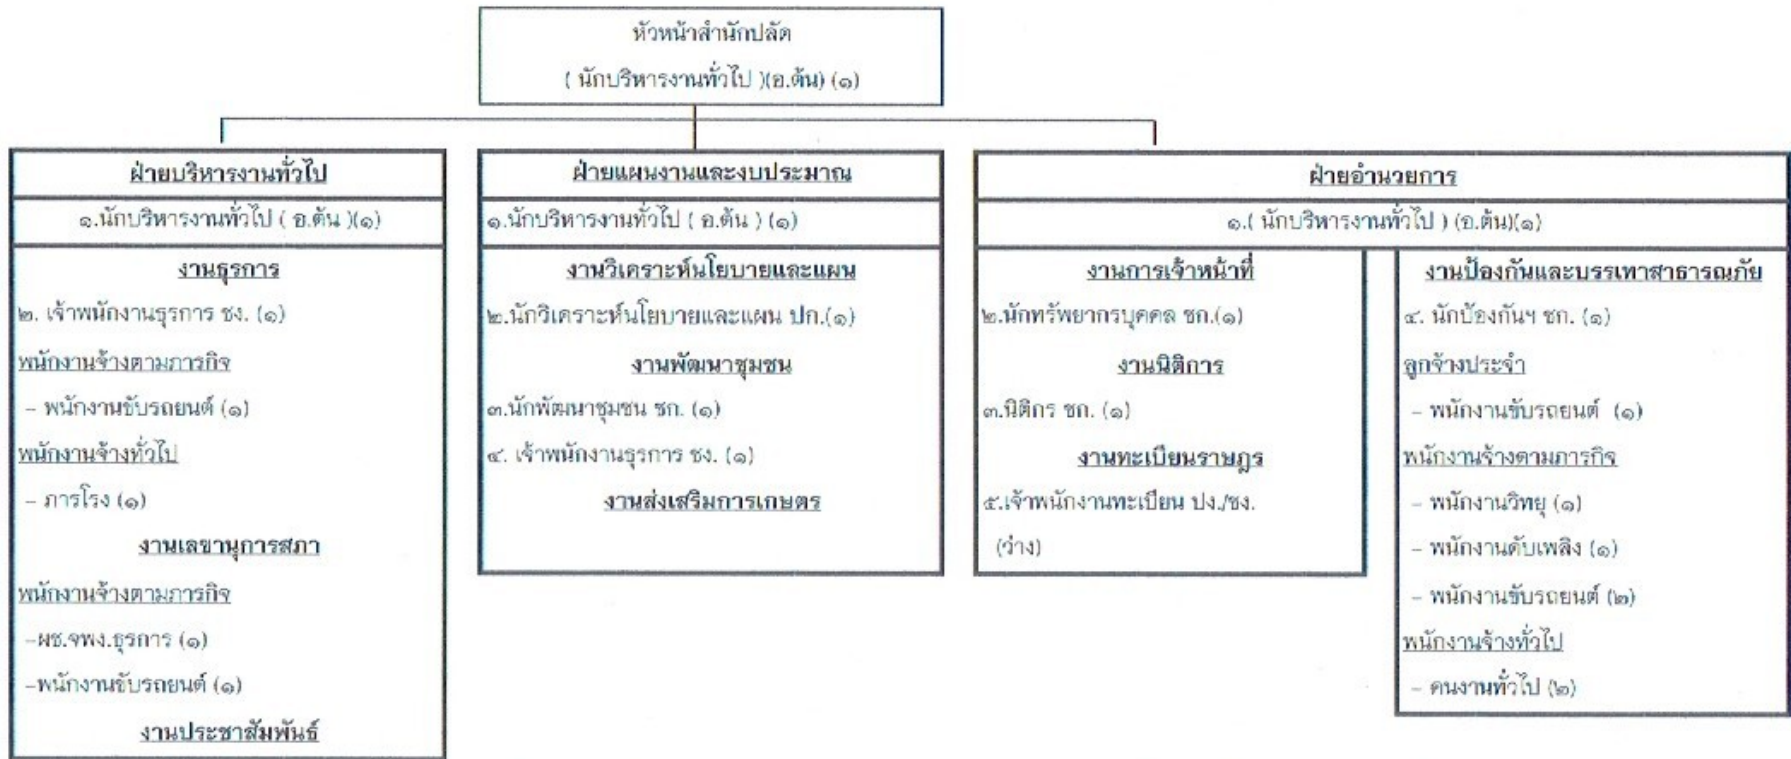 หัวหน้าสำนักปลัด
( นักบริหารงานทั่วไป )(อ.ต้น) (๑)
ฝ่ายบริหารงานทั่วไป
๑.นักบริหารงานทั่วไป ( อ.ต้น )(๑)
งานธุรการ
๒. เจ้าพนักงานธุรการ ชง. (๑)
พนักงานจ้างตามภารกิจ
- พนักงานขับรถยนต์ (๑)
พนักงานจ้างทั่วไป
- ภารโรง (๑)
งานเลขานุการสภา
พนักงานจ้างตามภารกิจ
-ผช.จพง.ธุรการ (๑)
-พนักงานขับรถยนต์ (๑)
งานประชาสัมพันธ์
ฝ่ายแผนงานและงบประมาณ
๑.นักบริหารงานทั่วไป ( อ.ต้น ) (๑)
งานวิเคราะห์นโยบายและแผน
๒.นักวิเคราะห์นโยบายและแผน ปก.(๑)
งานพัฒนาชุมชน
๓.นักพัฒนาชุมชน ชก. (๑)
๔. เจ้าพนักงานธุรการ ชง. (๑)
งานส่งเสริมการเกษตร
ฝ่ายอำนวยการ
๑.( นักบริหารงานทั่วไป ) (อ.ต้น)(๑)
งานการเจ้าหน้าที่
๒.นักทรัพยากรบุคคล ชก.(๑)
งานนิติการ
๓.นิติกร ชก. (๑)
งานทะเบียนราษฎร
๕.เจ้าพนักงานทะเบียน ปง./ชง.
(ว่าง)
งานป้องกันและบรรเทาสาธารณภัย
๔. นักป้องกันฯ ชก. (๑)
ลูกจ้างประจำ
- พนักงานขับรถยนต์ (๑)
พนักงานจ้างตามภารกิจ
- พนักงานวิทยุ (๑)
- พนักงานดับเพลิง (๑)
- พนักงานขับรถยนต์ (๒)
พนักงานจ้างทั่วไป
- คนงานทั่วไป (๒)